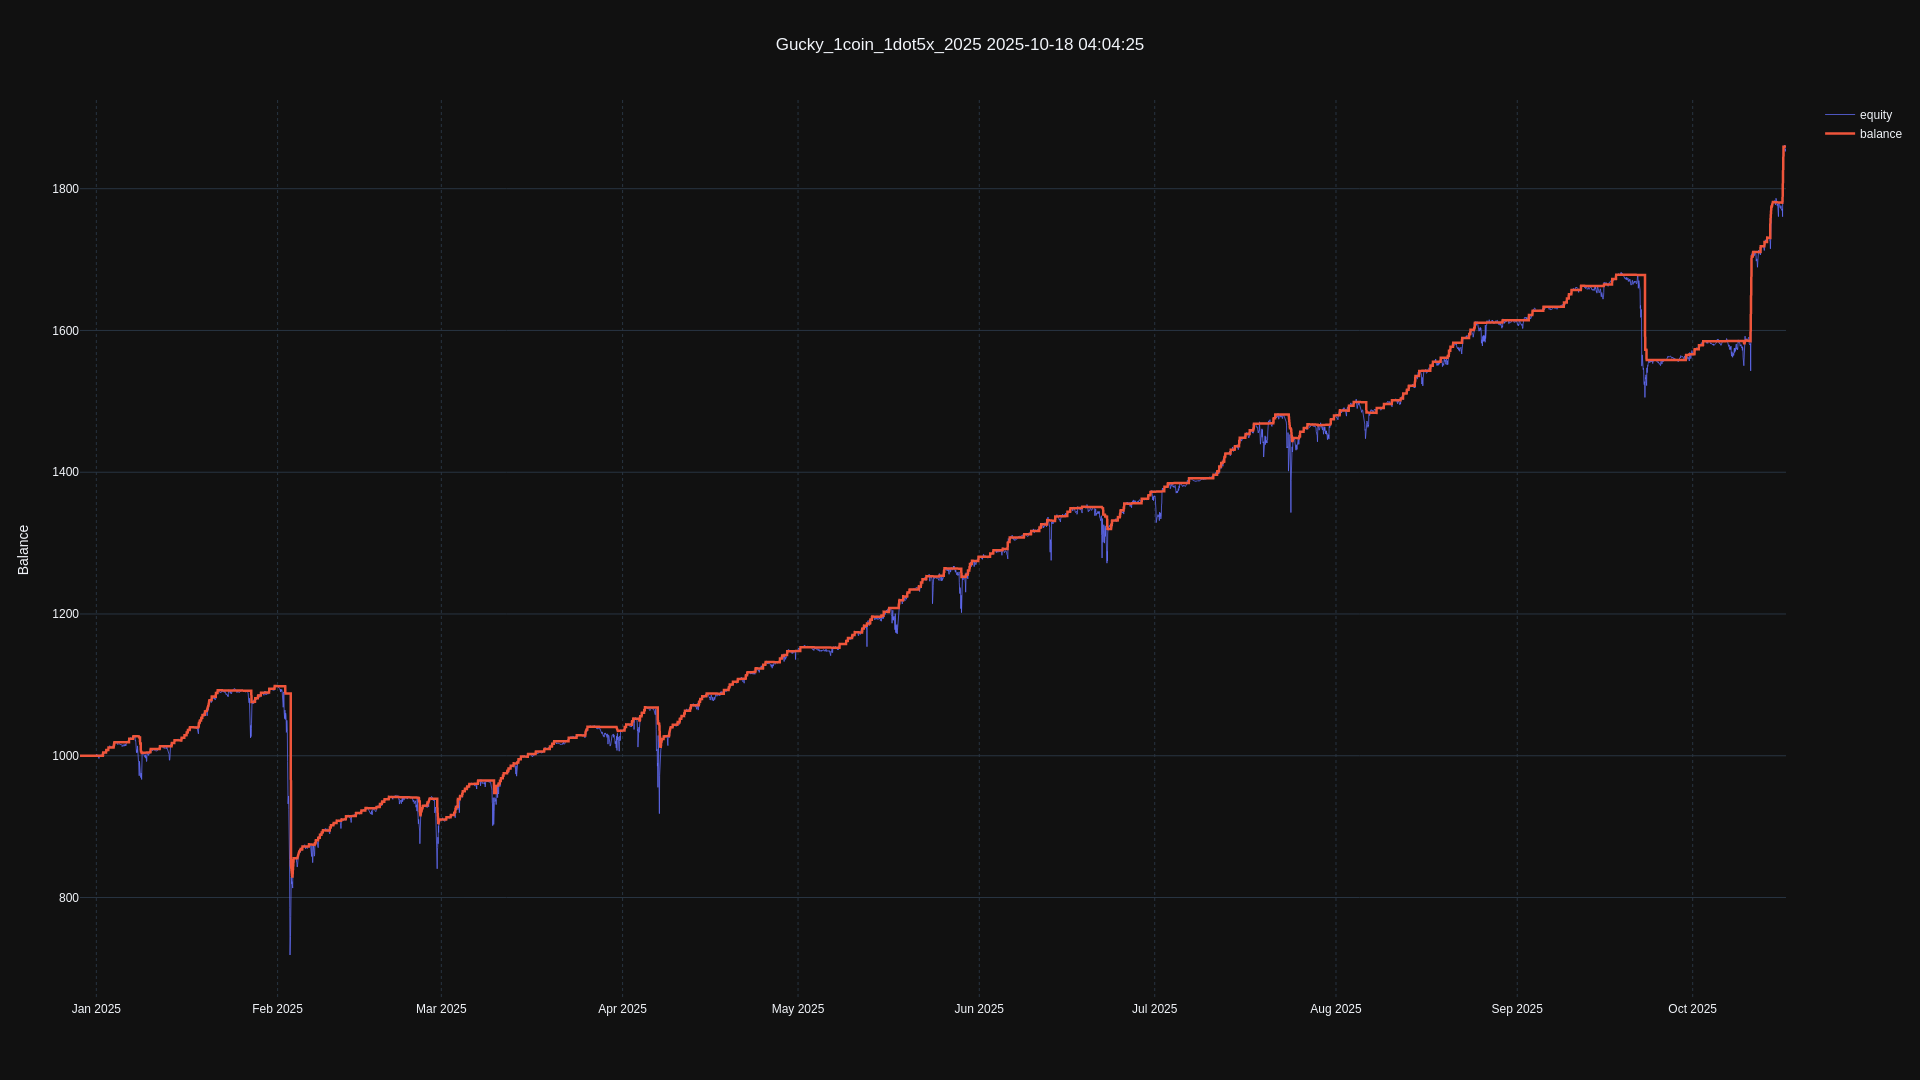 Gucky_1coin_1dot5x_2025 2025-10-18 04:04:25
equity
balance
1800
1600
1400
1200
1000
800
Balance
Jan 2025
Feb 2025
Mar 2025
Apr 2025
May 2025
Jun 2025
Jul 2025
Aug 2025
Sep 2025
Oct 2025